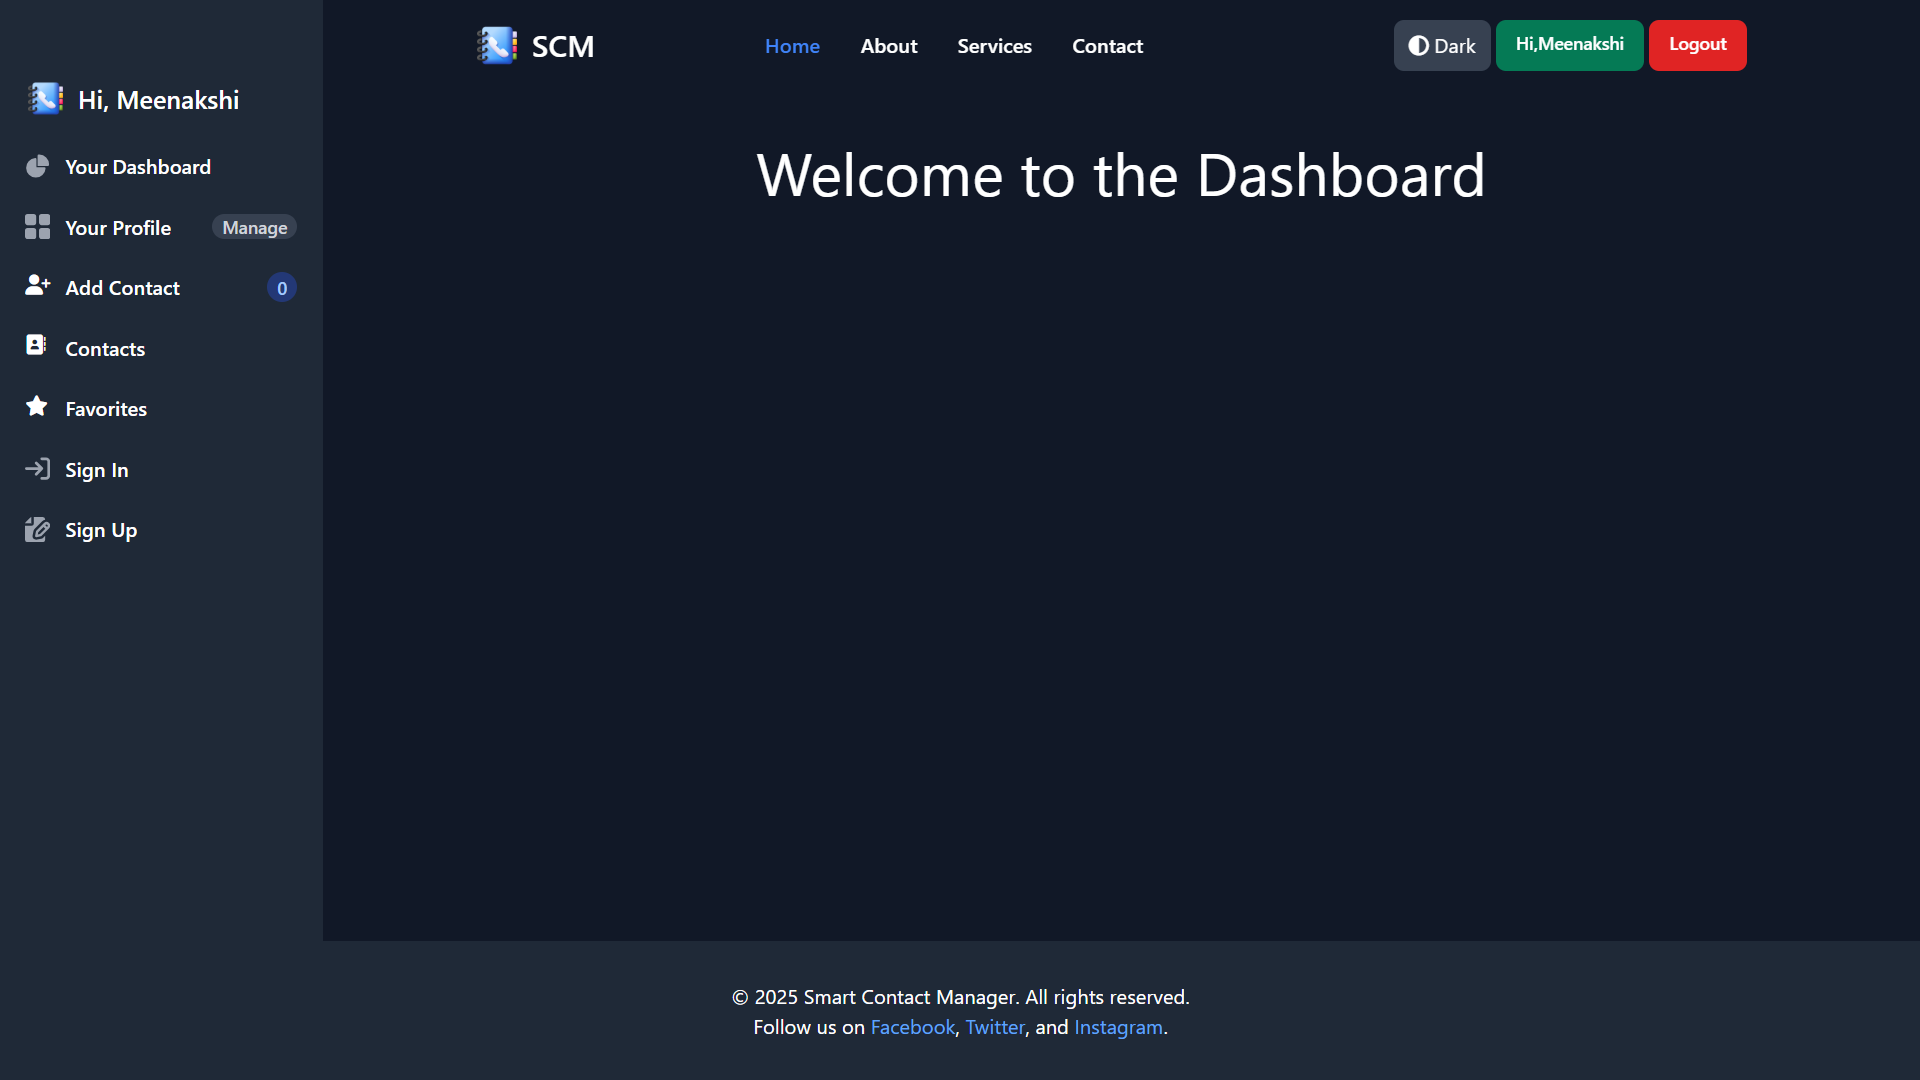 SCM
Home
About
Services
Contact
Dark
Hi,Meenakshi
Logout
Hi, Meenakshi
Your Dashboard
Your Profile
Manage
Add Contact
0
Contacts
Favorites
Sign In
Sign Up
Welcome to the Dashboard
© 2025 Smart Contact Manager. All rights reserved.
Follow us on Facebook, Twitter, and Instagram.